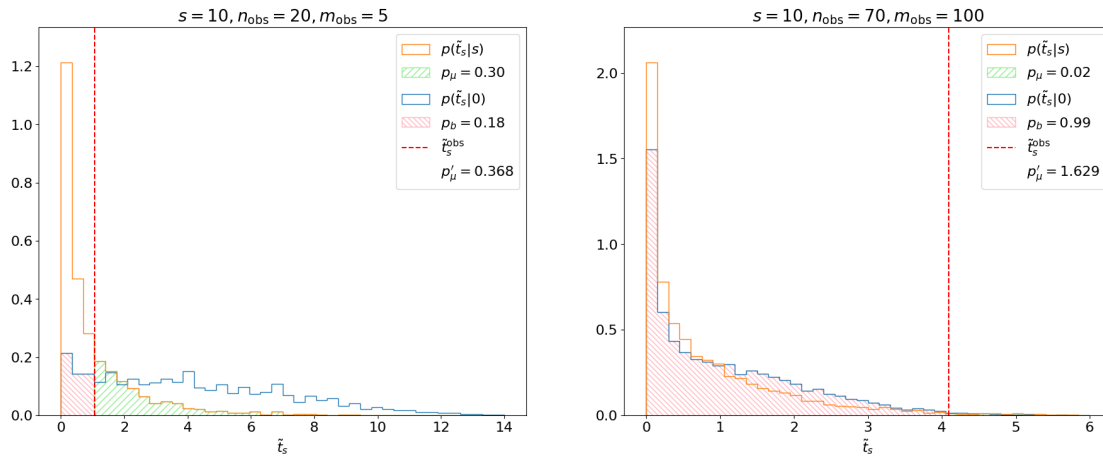 s = 10, n_obs = 20, m_obs = 5
1.2
1.0
0.8
0.6
0.4
0.2
0.0
0 2 4 6 8 10 12 14
t̃_s
p(t̃_s|s)
p_μ = 0.30
p(t̃_s|0)
p_b = 0.18
t̃_s^obs
p′_μ = 0.368
s = 10, n_obs = 70, m_obs = 100
2.0
1.5
1.0
0.5
0.0
0 1 2 3 4 5 6
t̃_s
p(t̃_s|s)
p_μ = 0.02
p(t̃_s|0)
p_b = 0.99
t̃_s^obs
p′_μ = 1.629